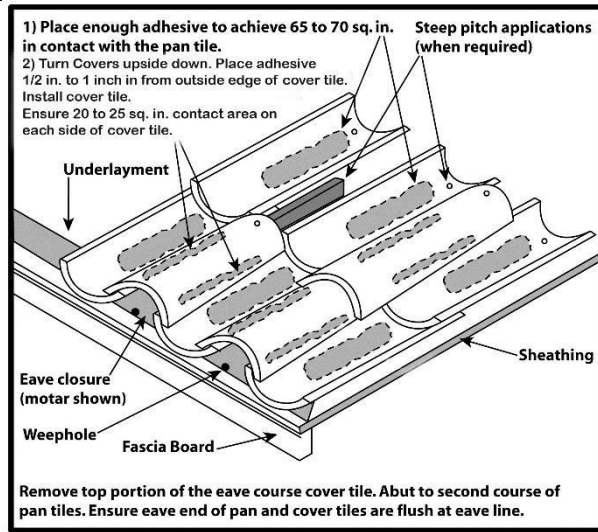 1) Place enough adhesive to achieve 65 to 70 sq. in.
in contact with the pan tile.
2) Turn Covers upside down. Place adhesive
1/2 in. to 1 inch in from outside edge of cover tile.
Install cover tile.
Ensure 20 to 25 sq. in. contact area on
each side of cover tile.
Steep pitch applications
(when required)
Underlayment
Eave closure
(motar shown)
Weephole
Fascia Board
Sheathing
Remove top portion of the eave course cover tile. Abut to second course of
pan tiles. Ensure eave end of pan and cover tiles are flush at eave line.